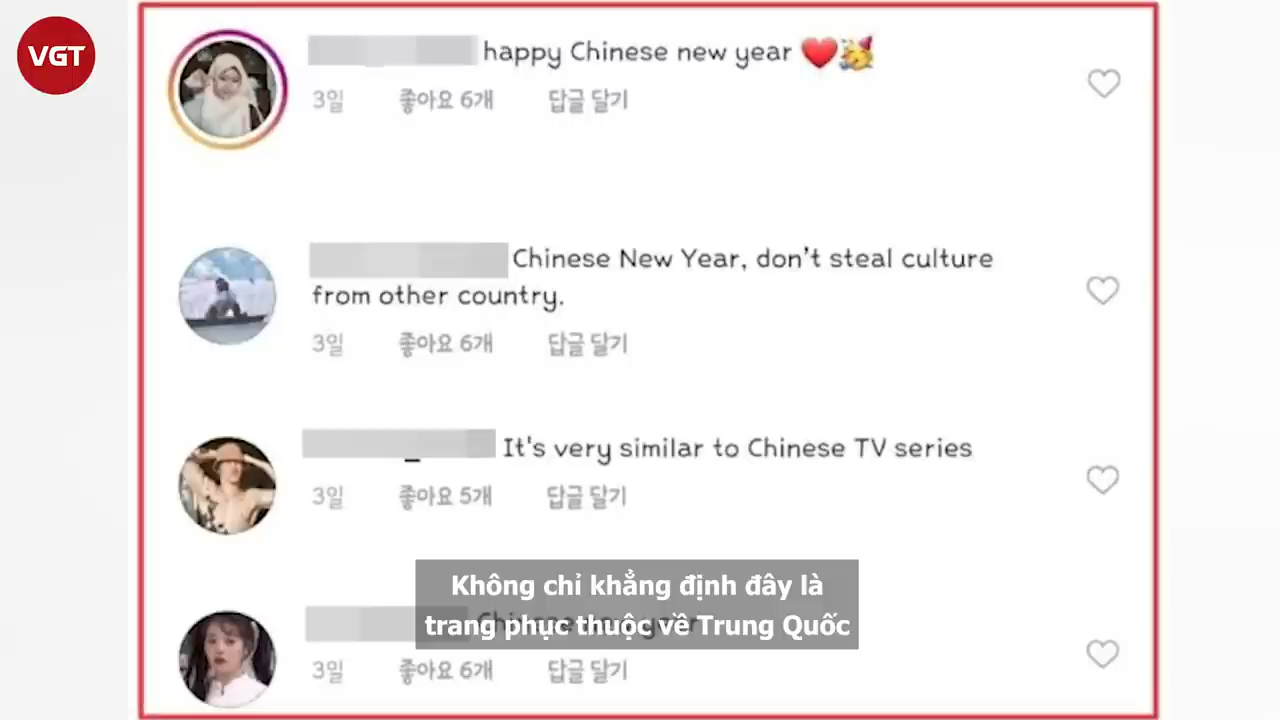 VGT
happy Chinese new year ❤️🥳
3일 좋아요 6개 답글 달기
Chinese New Year, don't steal culture
from other country.
3일 좋아요 6개 답글 달기
It's very similar to Chinese TV series
3일 좋아요 5개 답글 달기
Không chỉ khẳng định đây là
trang phục thuộc về Trung Quốc
3일 좋아요 6개 답글 달기